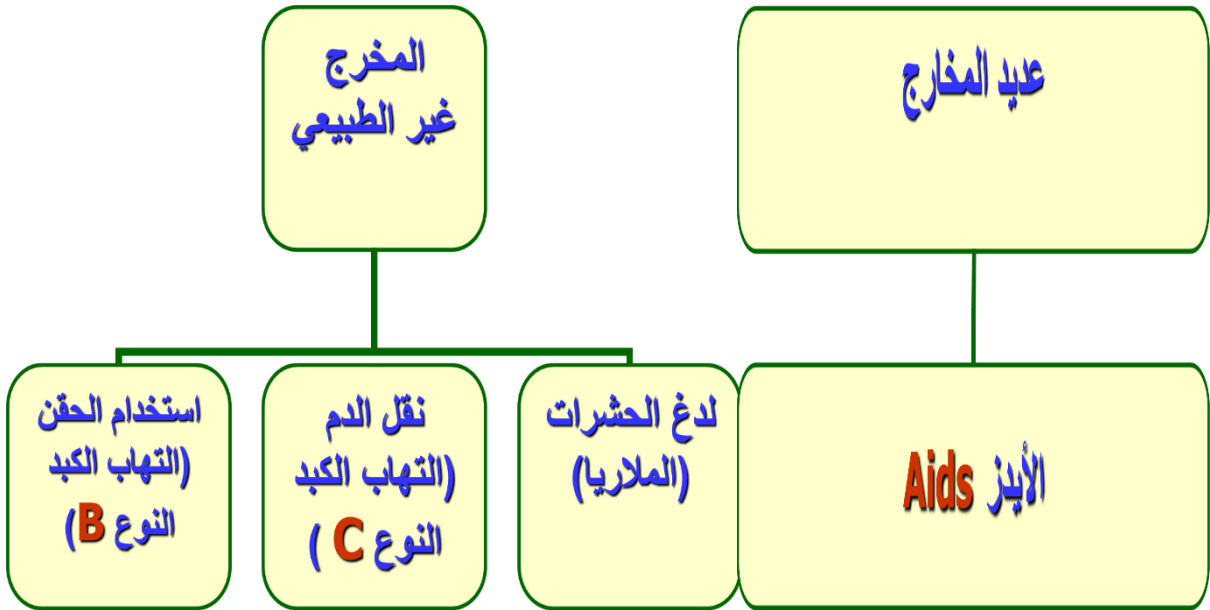 عديد المخارج
المخرج
غير الطبيعي
الأيدز Aids
لدغ الحشرات
(الملاريا)
نقل الدم
(التهاب الكبد
النوع C )
استخدام الحقن
(التهاب الكبد
النوع B)